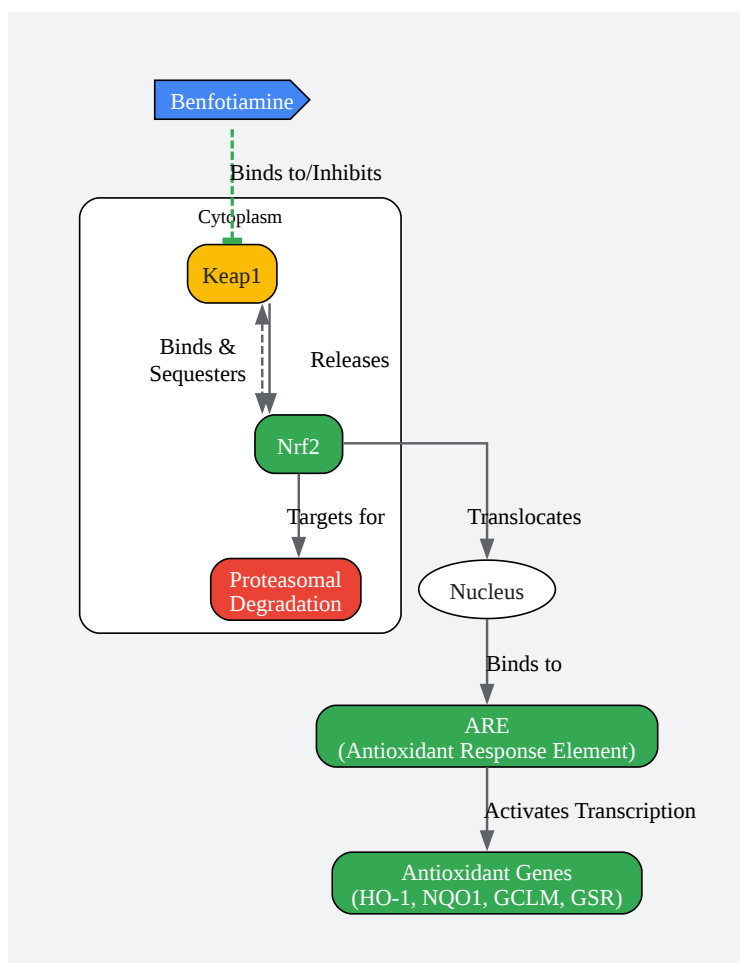 Benfotiamine
Binds to/Inhibits
Cytoplasm
Keap1
Binds &
Sequesters
Releases
Nrf2
Targets for
Translocates
Proteasomal
Degradation
Nucleus
Binds to
ARE
(Antioxidant Response Element)
Activates Transcription
Antioxidant Genes
(HO-1, NQO1, GCLM, GSR)